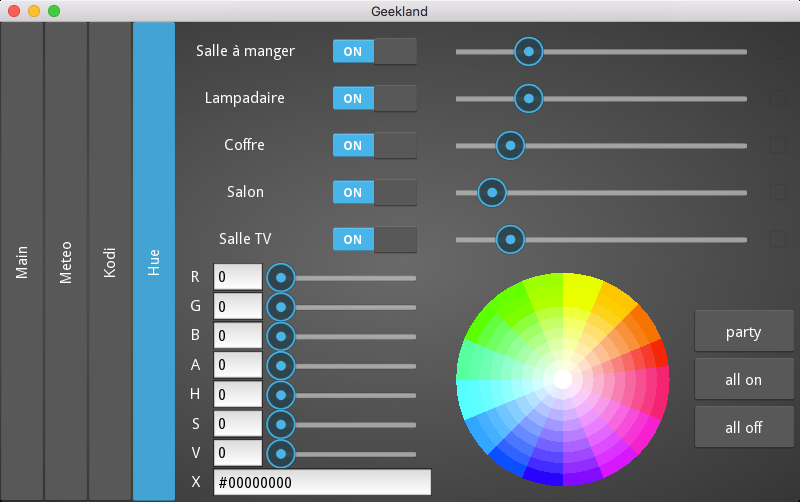 Geekland
Main
Meteo
Kodi
Hue
Salle à manger ON
Lampadaire ON
Coffre ON
Salon ON
Salle TV ON
R 0
G 0
B 0
A 0
H 0
S 0
V 0
X #00000000
party
all on
all off